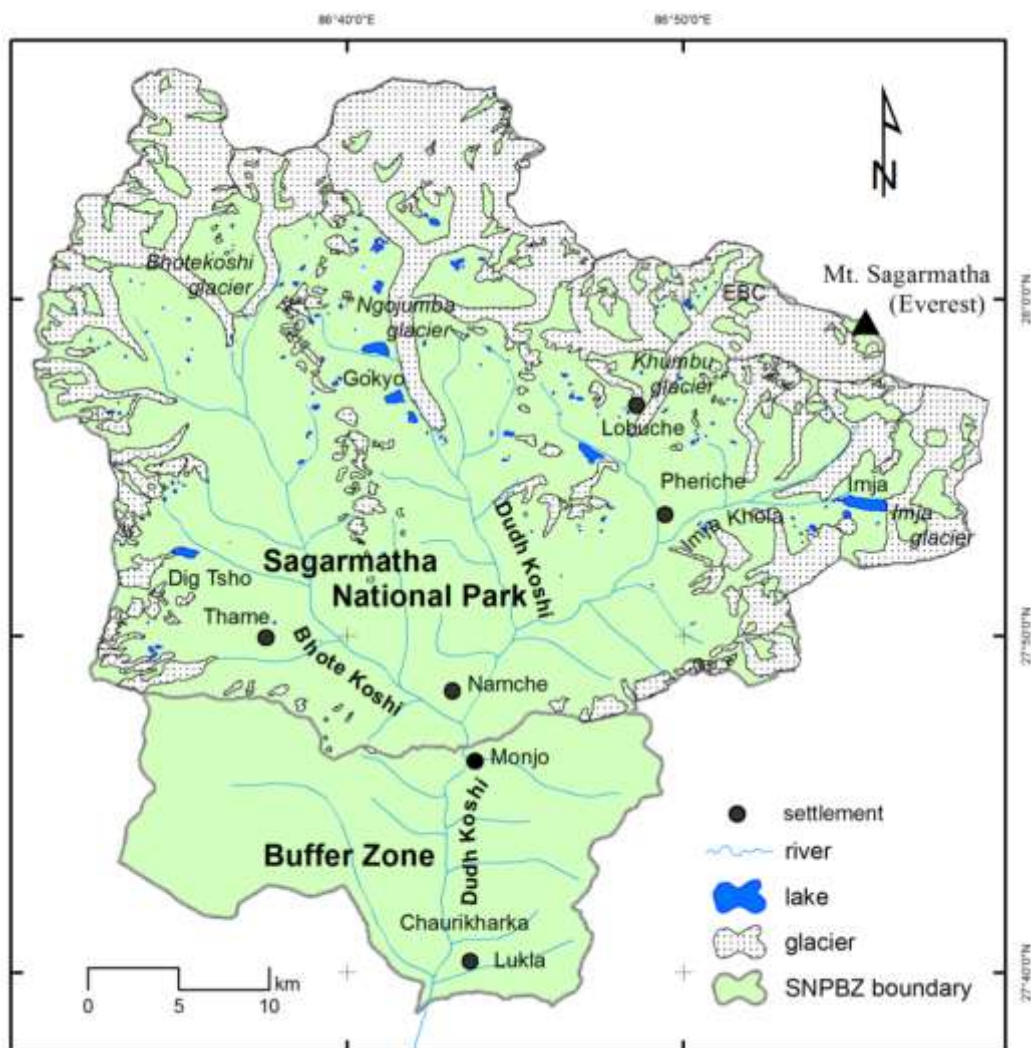 86°40'0"E 86°50'0"E
N
Mt. Sagarmatha
(Everest)
28°0'0"N
EBC
Bhotekoshi
glacier
Ngojumba
glacier
Khumbu
glacier
Gokyo
Lobuche
Pheriche
Imja
Imja
glacier
Imja Khola
Dudh Koshi
Sagarmatha
National Park
Dig Tsho
Thame
Bhote Koshi
27°50'0"N
Namche
Monjo
Dudh Koshi
Buffer Zone
Chaurikharka
Lukla
27°40'0"N
settlement
river
lake
glacier
SNPBZ boundary
km
0 5 10